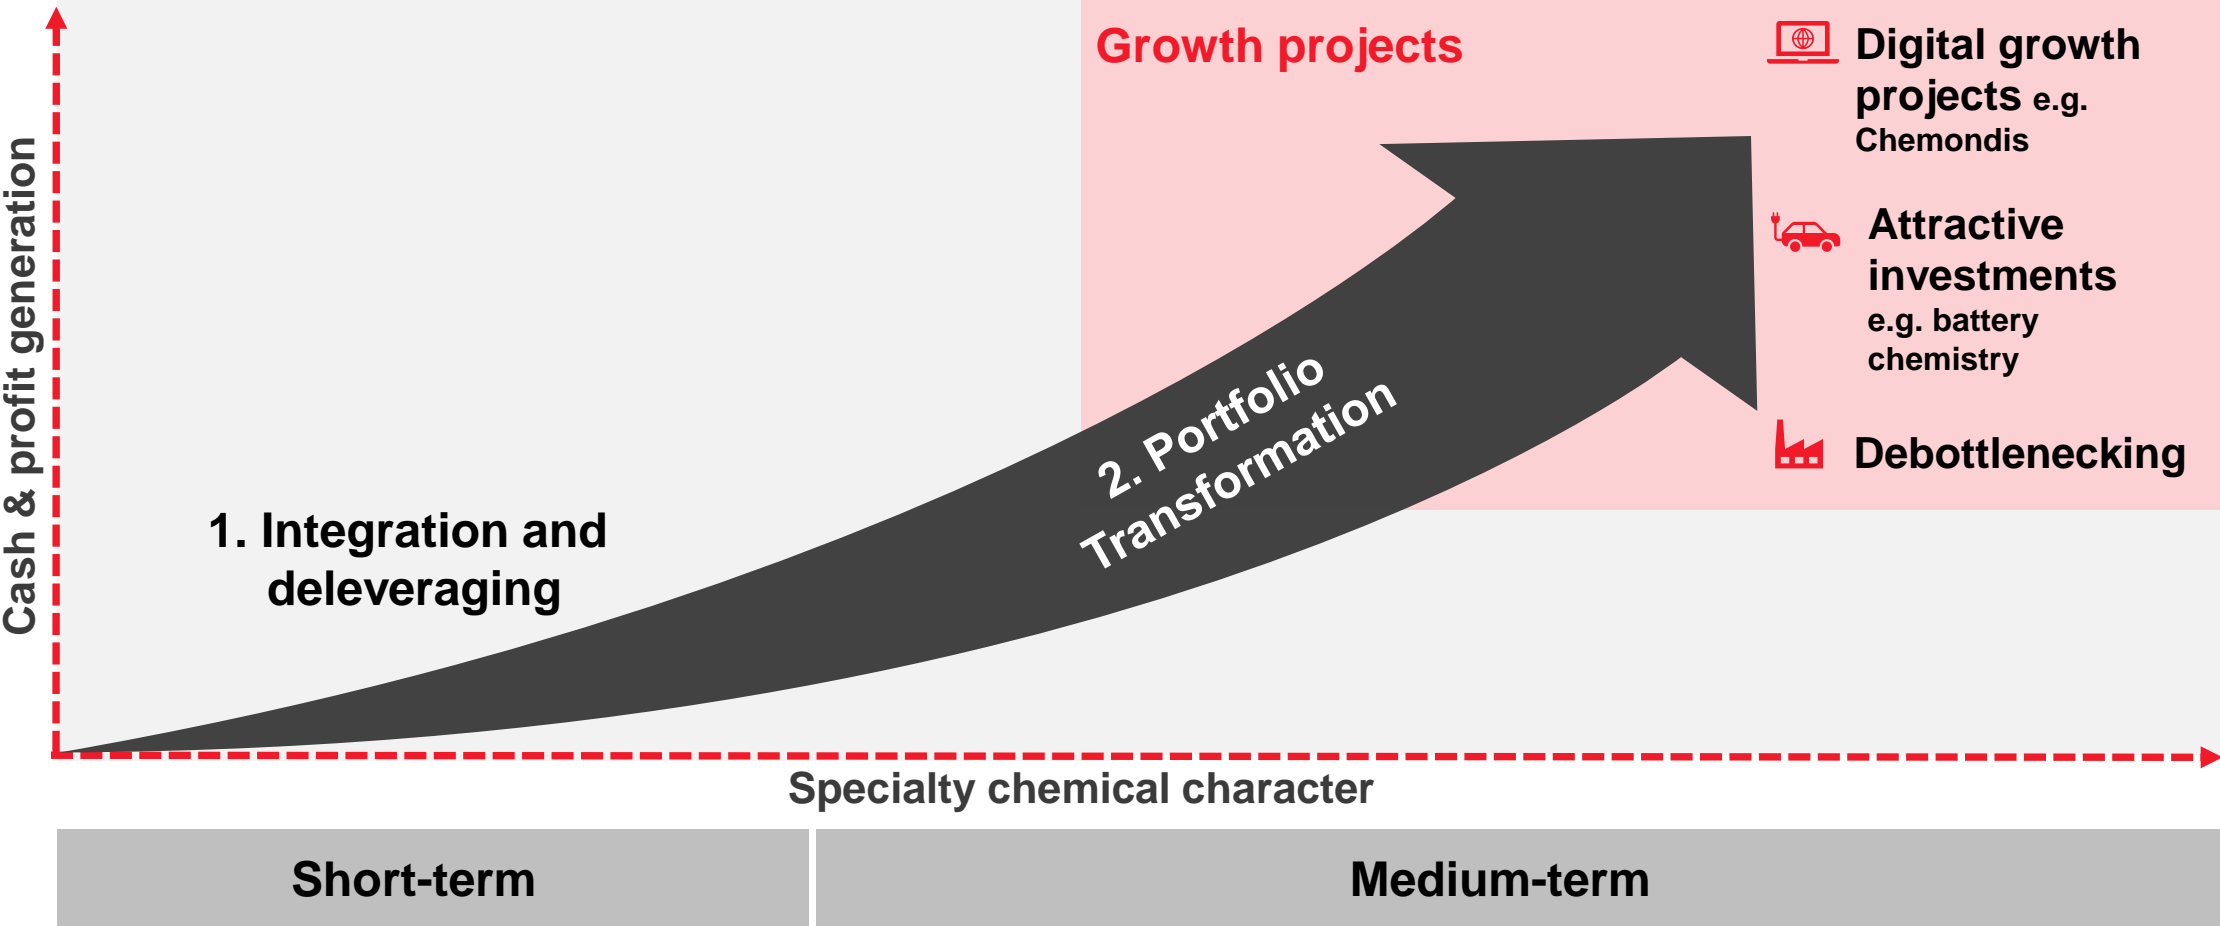 Growth projects
Digital growth
projects e.g.
Chemondis
Attractive
investments
e.g. battery
chemistry
Debottlenecking
2. Portfolio
Transformation
1. Integration and
deleveraging
Cash & profit generation
Specialty chemical character
Short-term
Medium-term